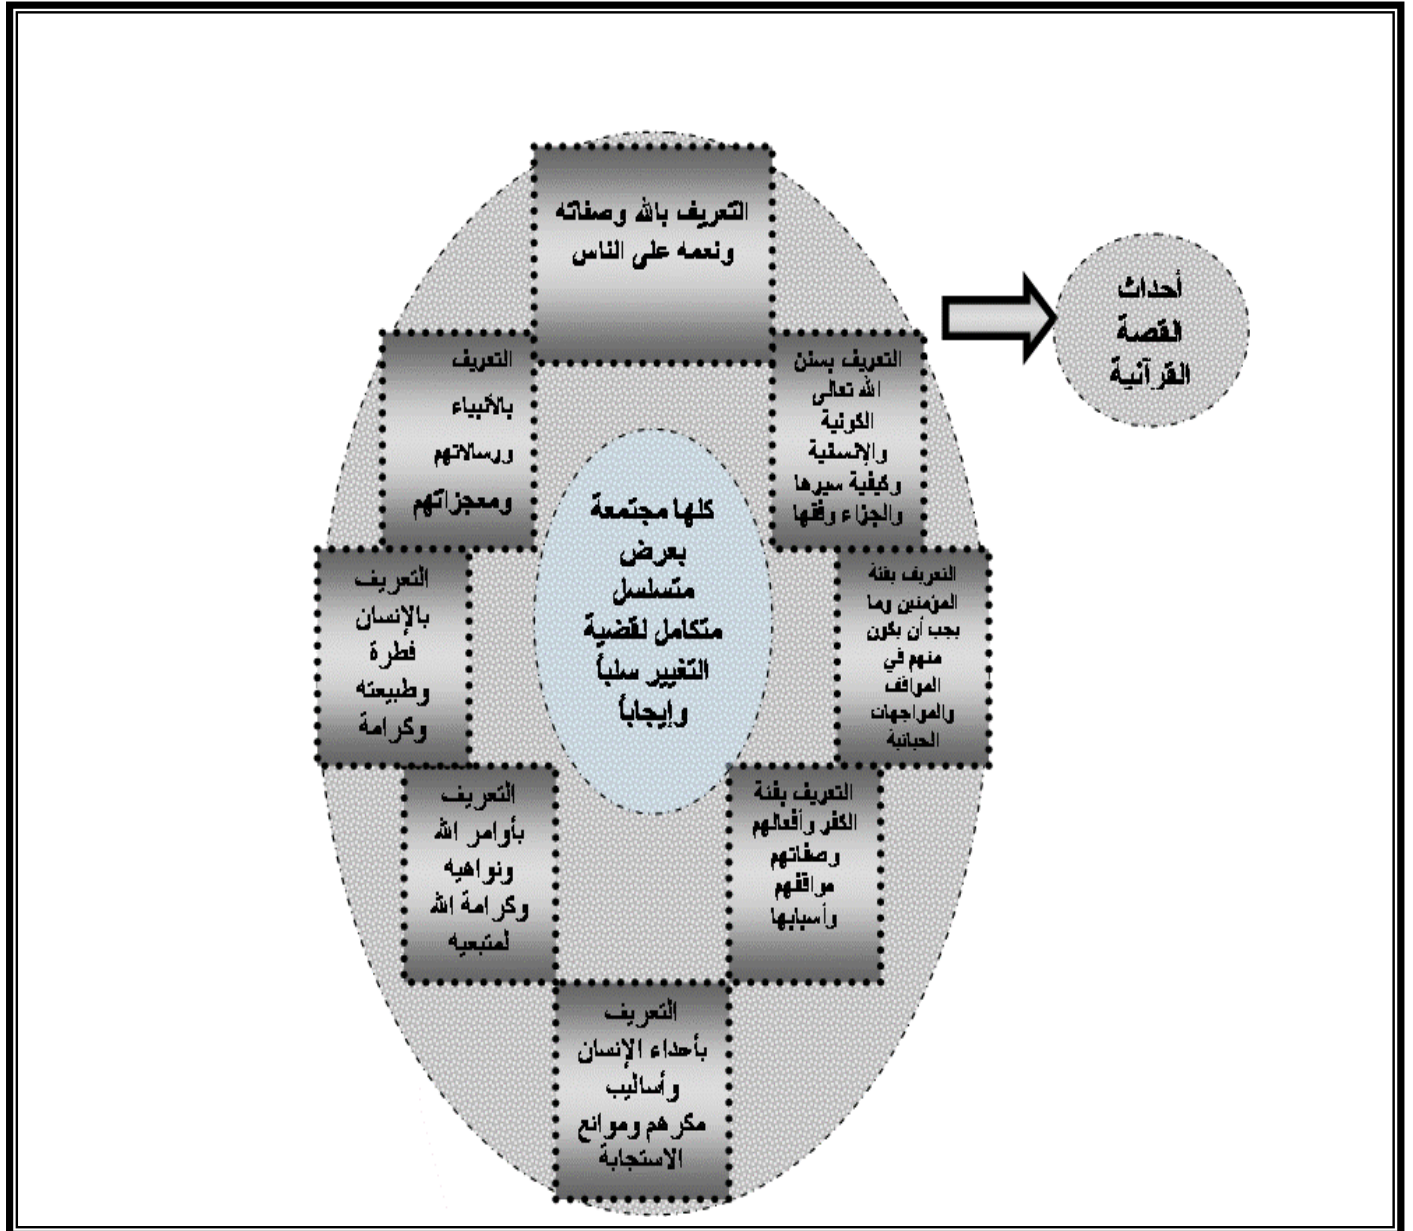 التعريف بالله وصفاته
ونعمه على الناس
أحداث
القصة
القرآنية
التعريف بسنن
الله تعالى
الكونية
والإنسانية
وكيفية سيرها
والجزاء وفقها
التعريف
بالأنبياء
ورسالاتهم
ومعجزاتهم
كلها مجتمعة
بعرض
متسلسل
متكامل لقضية
التغيير سلباً
وإيجاباً
التعريف بفئة
المؤمنين وما
يجب أن يكون
منهم في
المواقف
والمواجهات
الحياتية
التعريف
بالإنسان
فطرة
وطبيعته
وكرامة
التعريف بفئة
الكفر وأفعالهم
وصفاتهم
مواقفهم
وأسبابها
التعريف
بأوامر الله
ونواهيه
وكرامة الله
لمتبعيه
التعريف
بأعداء الإنسان
وأساليب
مكرهم وموانع
الاستجابة